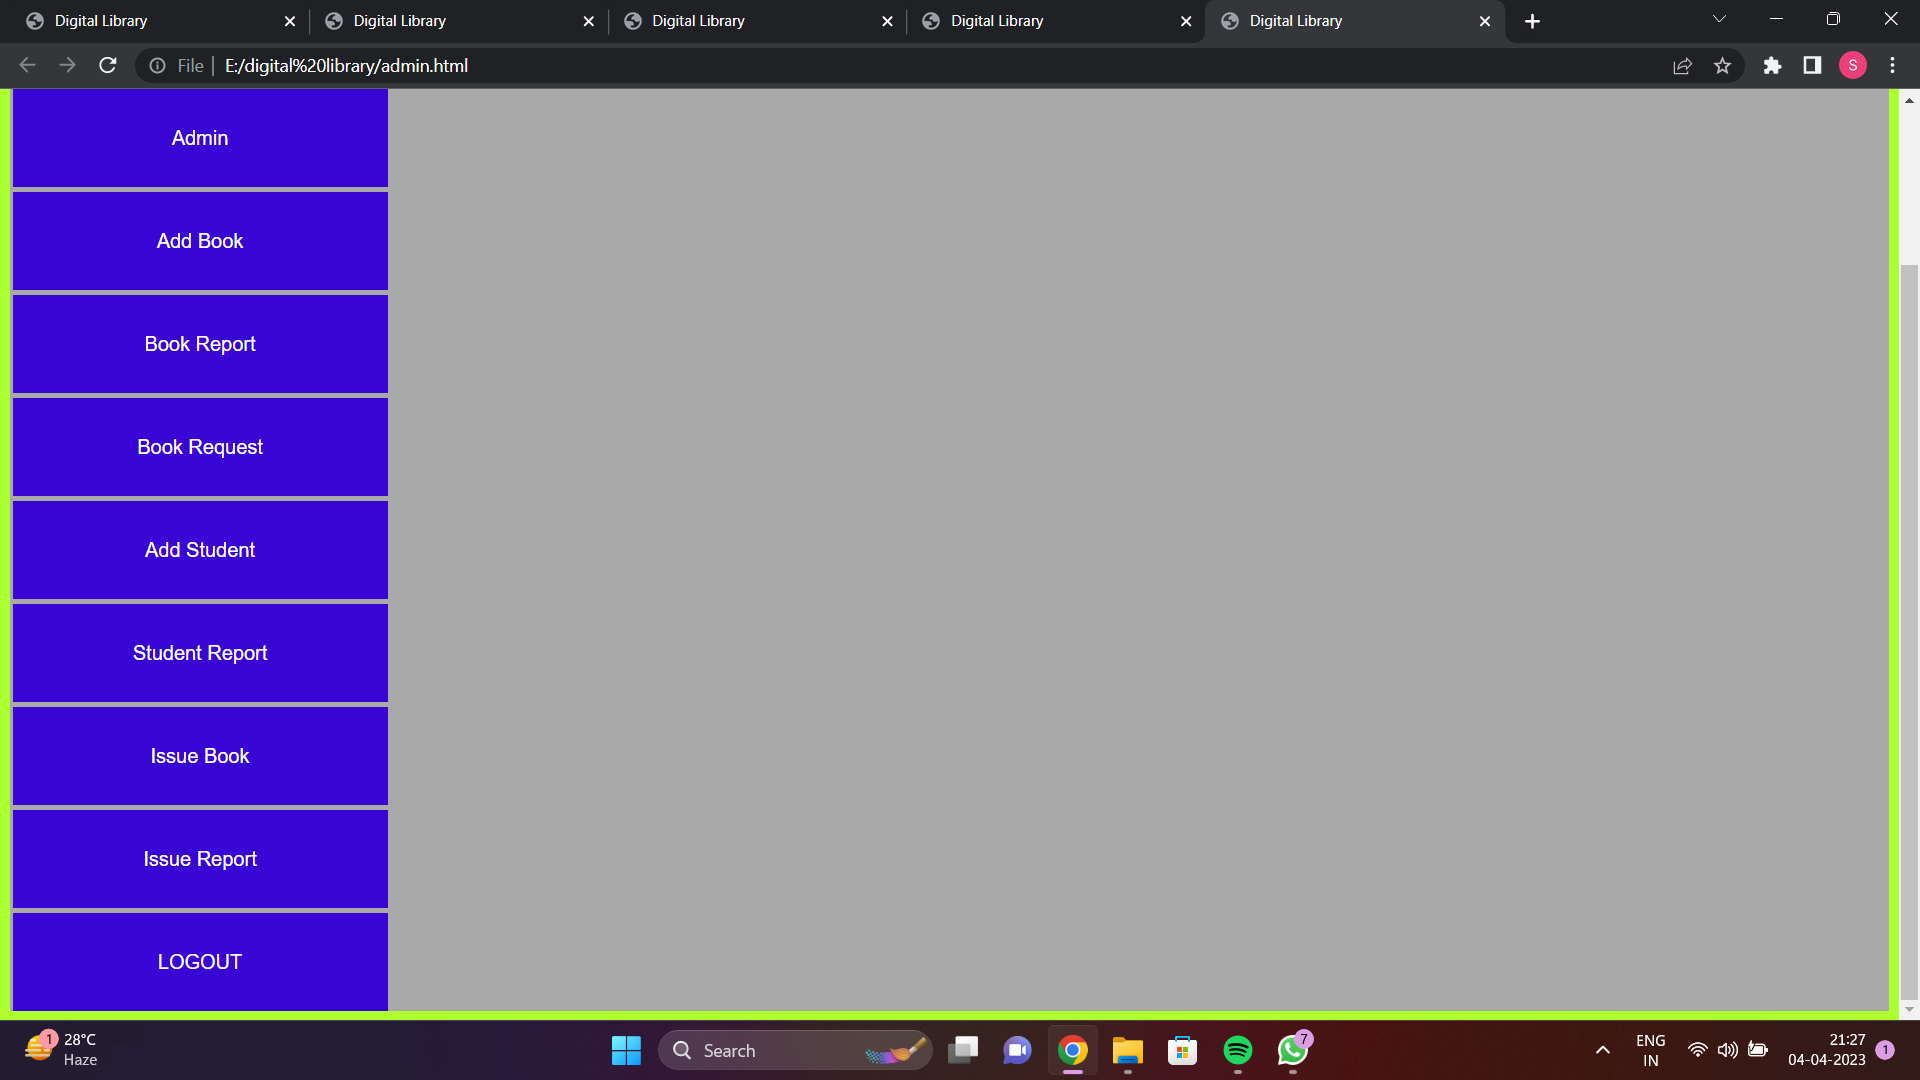 Digital Library
Digital Library
Digital Library
Digital Library
Digital Library
File
E:/digital%20library/admin.html
S
Admin
Add Book
Book Report
Book Request
Add Student
Student Report
Issue Book
Issue Report
LOGOUT
1
28°C
Haze
Search
7
ENG
IN
21:27
04-04-2023
1